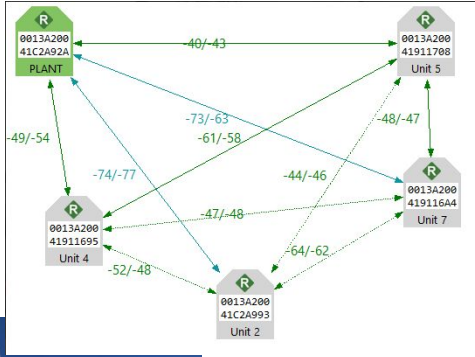 R
0013A200
41C2A92A
PLANT
R
0013A200
41911708
Unit 5
-40/-43
-73/-63
-61/-58
-48/-47
-49/-54
-74/-77
-44/-46
R
0013A200
419116A4
Unit 7
-47/-48
R
0013A200
41911695
Unit 4
-52/-48
-64/-62
R
0013A200
41C2A993
Unit 2